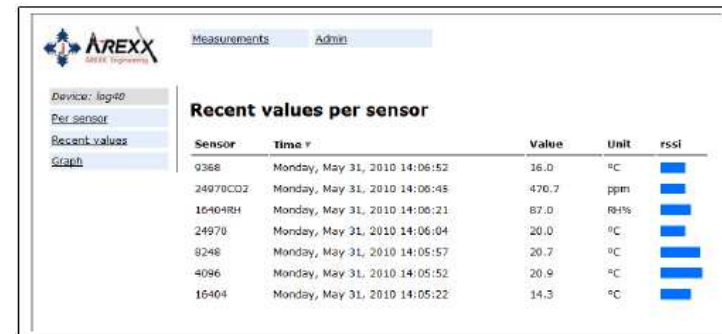 AREXX
AREXX Engineering
Measurements Admin
Device: log40
Per sensor
Recent values
Graph
Recent values per sensor
Sensor Time ▼ Value Unit rssi
9368 Monday, May 31, 2010 14:06:52 16.0 °C
24970CO2 Monday, May 31, 2010 14:06:45 470.7 ppm
16404RH Monday, May 31, 2010 14:06:21 87.0 RH%
24970 Monday, May 31, 2010 14:06:04 20.0 °C
8248 Monday, May 31, 2010 14:05:57 20.7 °C
4096 Monday, May 31, 2010 14:05:52 20.9 °C
16404 Monday, May 31, 2010 14:05:22 14.3 °C